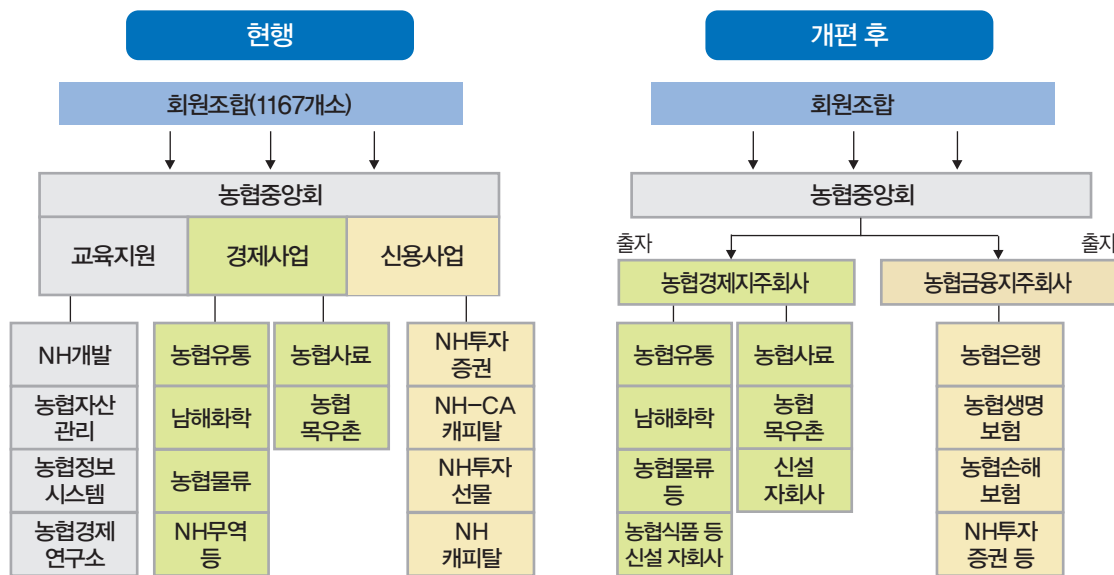 현행
회원조합(1167개소)
농협중앙회
교육지원
경제사업
신용사업
NH개발
농협자산
관리
농협정보
시스템
농협경제
연구소
농협유통
남해화학
농협물류
NH무역
등
농협사료
농협
목우촌
NH투자
증권
NH-CA
캐피탈
NH투자
선물
NH
캐피탈
개편 후
회원조합
농협중앙회
출자
출자
농협경제지주회사
농협금융지주회사
농협유통
남해화학
농협물류
등
농협식품 등
신설 자회사
농협사료
농협
목우촌
신설
자회사
농협은행
농협생명
보험
농협손해
보험
NH투자
증권 등